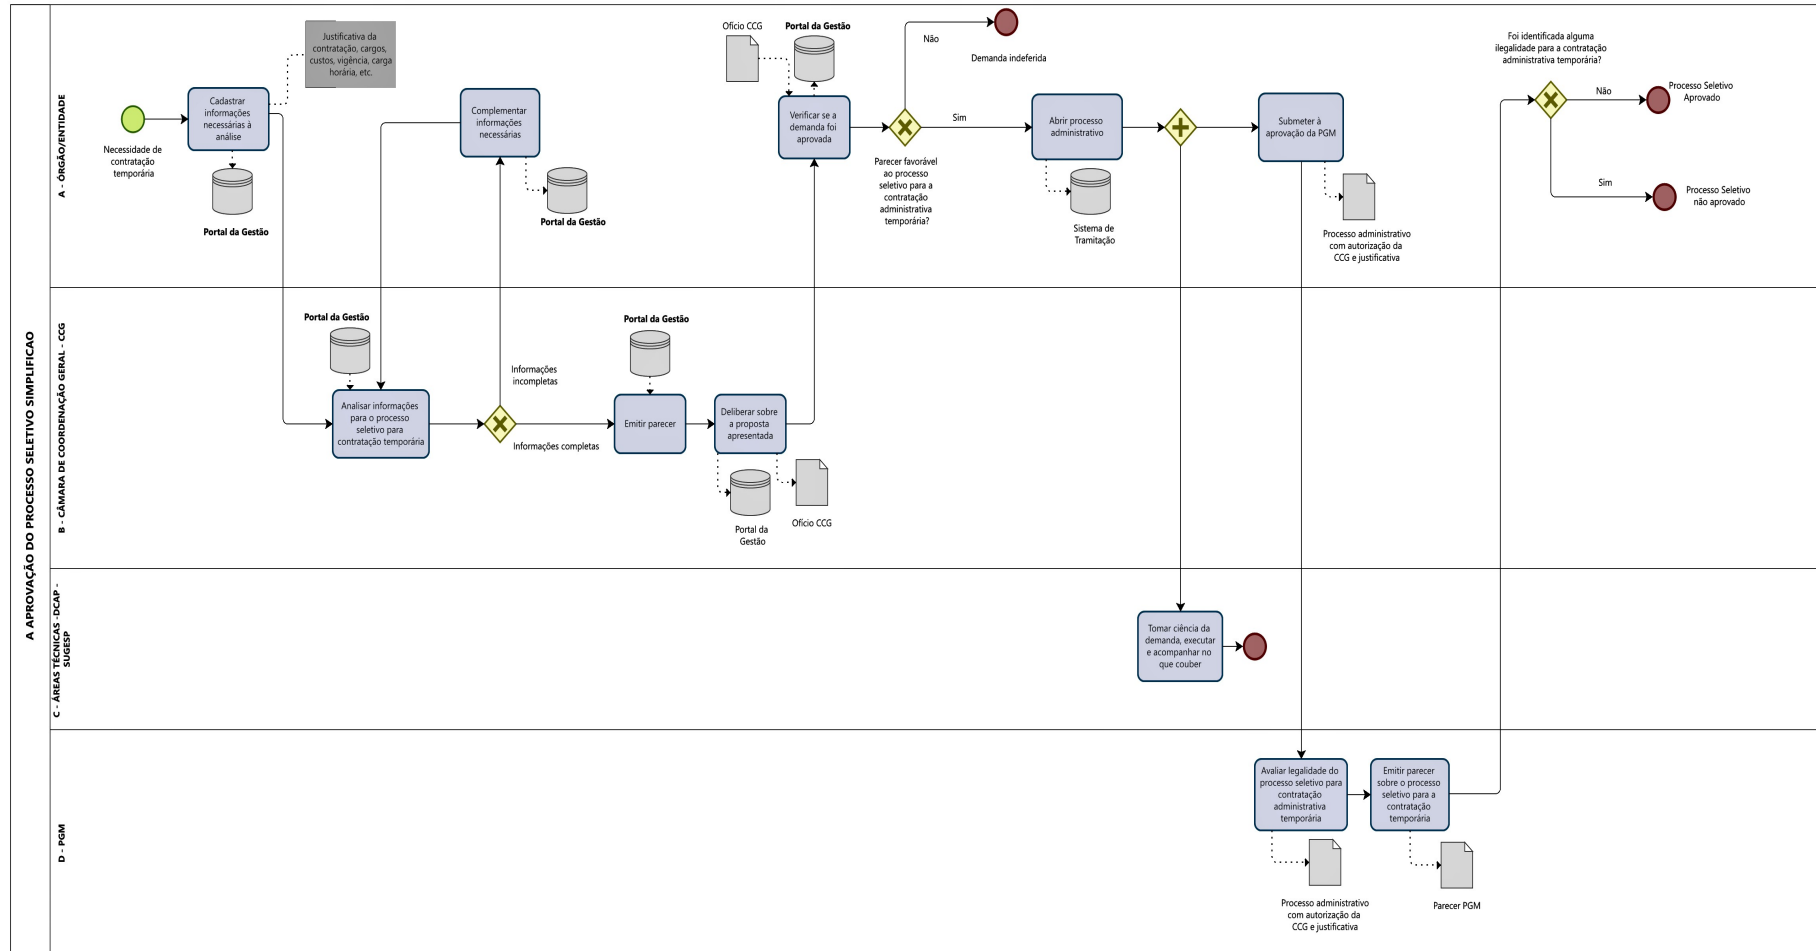 A APROVAÇÃO DO PROCESSO SELETIVO SIMPLIFICAO
A - ÓRGÃO/ENTIDADE
Necessidade de
contratação
temporária
Cadastrar
informações
necessárias à
análise
Justificativa da
contratação, cargos,
custos, vigência, carga
horária, etc.
Portal da Gestão
Complementar
informações
necessárias
Portal da Gestão
Ofício CCG
Portal da Gestão
Verificar se a
demanda foi
aprovada
Não
Demanda indeferida
Sim
Parecer favorável
ao processo
seletivo para a
contratação
administrativa
temporária?
Abrir processo
administrativo
Sistema de
Tramitação
Submeter à
aprovação da PGM
Processo administrativo
com autorização da
CCG e justificativa
Foi identificada alguma
ilegalidade para a contratação
administrativa temporária?
Não
Processo Seletivo
Aprovado
Sim
Processo Seletivo
não aprovado
B - CÂMARA DE COORDENAÇÃO GERAL - CCG
Portal da Gestão
Analisar informações
para o processo
seletivo para
contratação temporária
Informações
incompletas
Informações completas
Portal da Gestão
Emitir parecer
Deliberar sobre
a proposta
apresentada
Portal da
Gestão
Ofício CCG
C - ÁREAS TÉCNICAS -DCAP -
SUGESP
Tomar ciência da
demanda, executar
e acompanhar no
que couber
D - PGM
Avaliar legalidade do
processo seletivo para
contratação
administrativa
temporária
Processo administrativo
com autorização da
CCG e justificativa
Emitir parecer
sobre o processo
seletivo para a
contratação
temporária
Parecer PGM